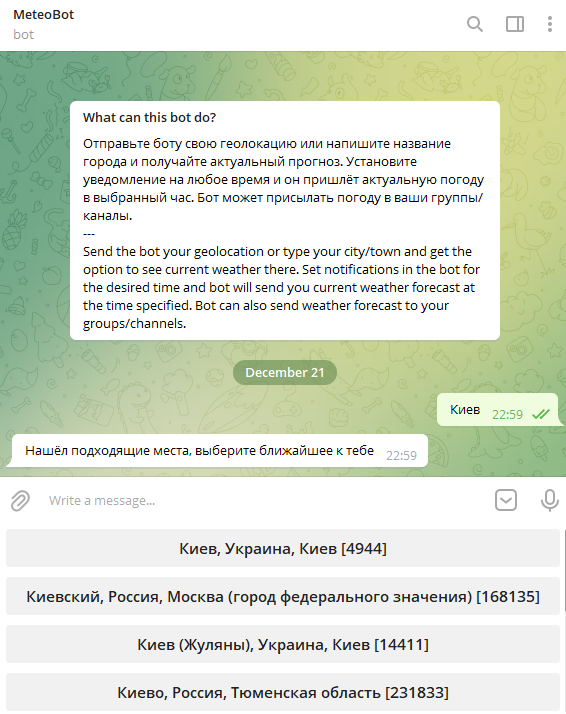 MeteoBot
bot
What can this bot do?
Отправьте боту свою геолокацию или напишите название
города и получайте актуальный прогноз. Установите
уведомление на любое время и он пришлёт актуальную погоду
в выбранный час. Бот может присылать погоду в ваши группы/
каналы.
---
Send the bot your geolocation or type your city/town and get the
option to see current weather there. Set notifications in the bot for
the desired time and bot will send you current weather forecast at
the time specified. Bot can also send weather forecast to your
groups/channels.
December 21
Киев 22:59
Нашёл подходящие места, выберите ближайшее к тебе 22:59
Write a message...
Киев, Украина, Киев [4944]
Киевский, Россия, Москва (город федерального значения) [168135]
Киев (Жуляны), Украина, Киев [14411]
Киево, Россия, Тюменская область [231833]